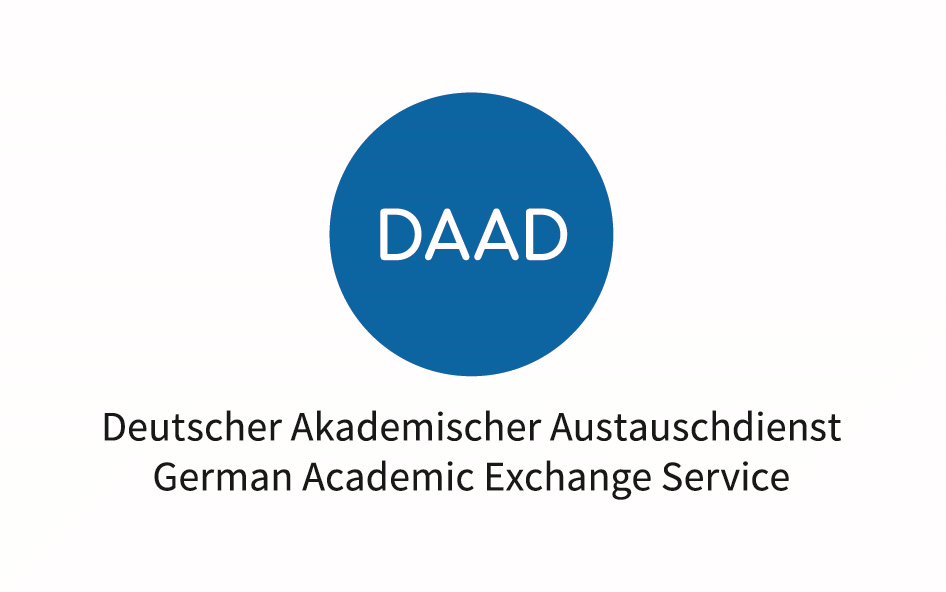 DAAD
Deutscher Akademischer Austauschdienst
German Academic Exchange Service